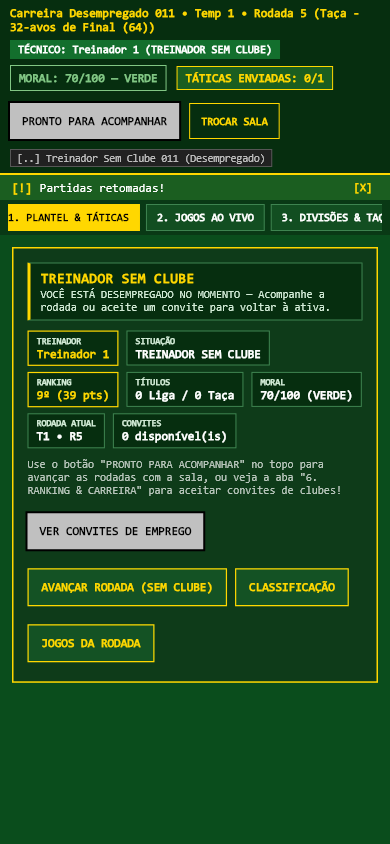 Carreira Desempregado 011 • Temp 1 • Rodada 5 (Taça -
32-avos de Final (64))
TÉCNICO: Treinador 1 (TREINADOR SEM CLUBE)
MORAL: 70/100 — VERDE
TÁTICAS ENVIADAS: 0/1
PRONTO PARA ACOMPANHAR
TROCAR SALA
[..] Treinador Sem Clube 011 (Desempregado)
[!] Partidas retomadas!
[X]
1. PLANTEL & TÁTICAS
2. JOGOS AO VIVO
3. DIVISÕES & TAÇ
TREINADOR SEM CLUBE
VOCÊ ESTÁ DESEMPREGADO NO MOMENTO — Acompanhe a
rodada ou aceite um convite para voltar à ativa.
TREINADOR
Treinador 1
SITUAÇÃO
TREINADOR SEM CLUBE
RANKING
9º (39 pts)
TÍTULOS
0 Liga / 0 Taça
MORAL
70/100 (VERDE)
RODADA ATUAL
T1 • R5
CONVITES
0 disponível(is)
Use o botão "PRONTO PARA ACOMPANHAR" no topo para
avançar as rodadas com a sala, ou veja a aba "6.
RANKING & CARREIRA" para aceitar convites de clubes!
VER CONVITES DE EMPREGO
AVANÇAR RODADA (SEM CLUBE)
CLASSIFICAÇÃO
JOGOS DA RODADA